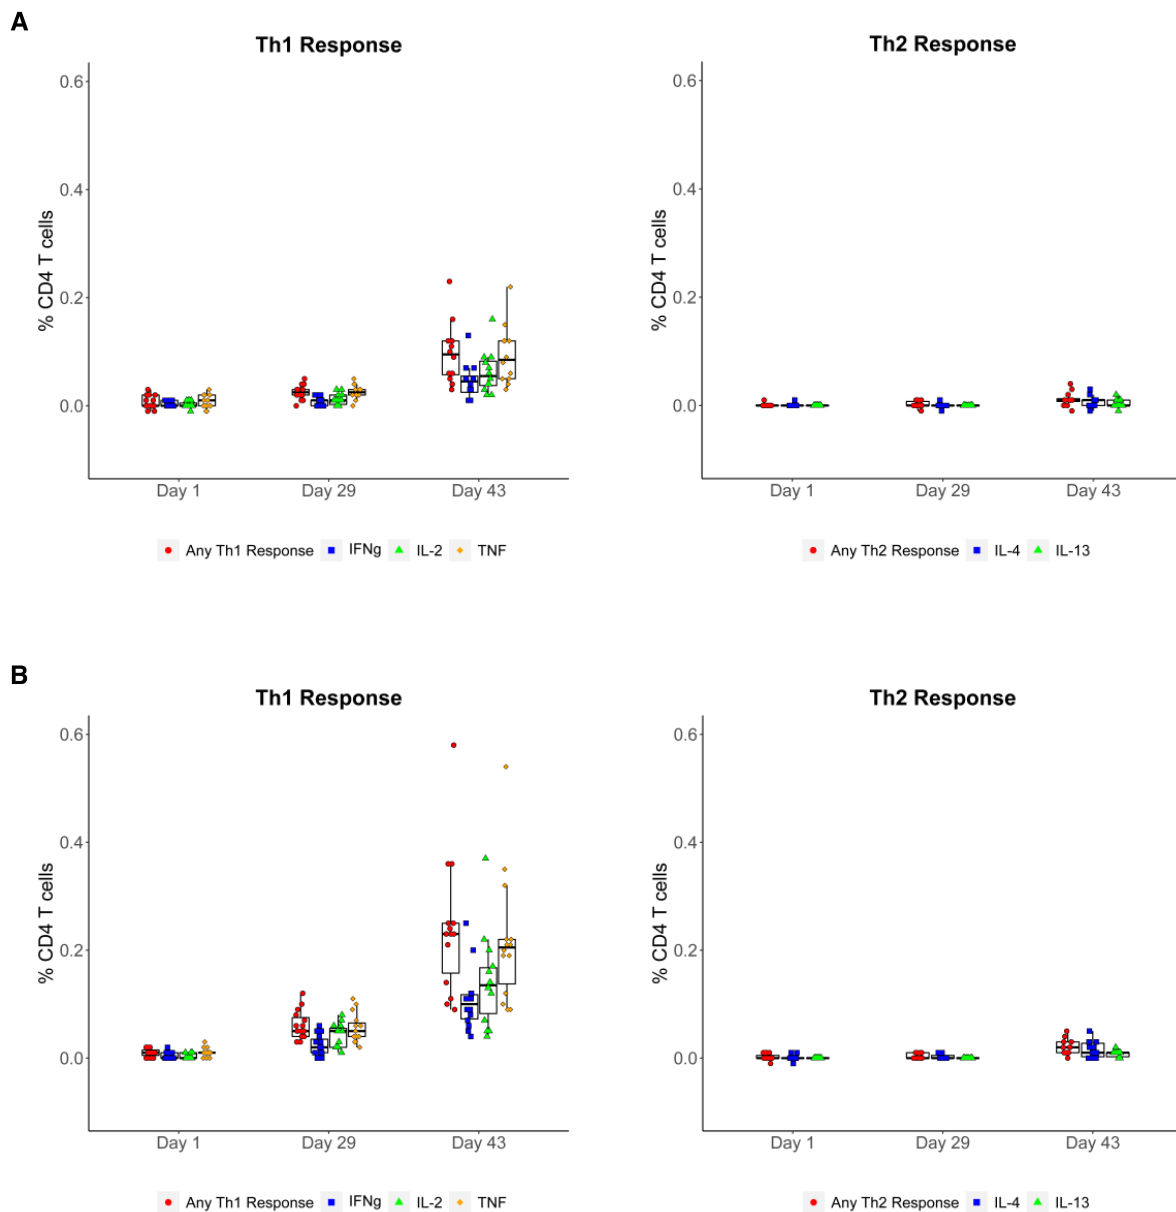 A
Th1 Response
Th2 Response
0.6
0.4
0.2
0.0
% CD4 T cells
Day 1
Day 29
Day 43
Any Th1 Response IFNg IL-2 TNF
0.6
0.4
0.2
0.0
% CD4 T cells
Day 1
Day 29
Day 43
Any Th2 Response IL-4 IL-13
B
Th1 Response
Th2 Response
0.6
0.4
0.2
0.0
% CD4 T cells
Day 1
Day 29
Day 43
Any Th1 Response IFNg IL-2 TNF
0.6
0.4
0.2
0.0
% CD4 T cells
Day 1
Day 29
Day 43
Any Th2 Response IL-4 IL-13